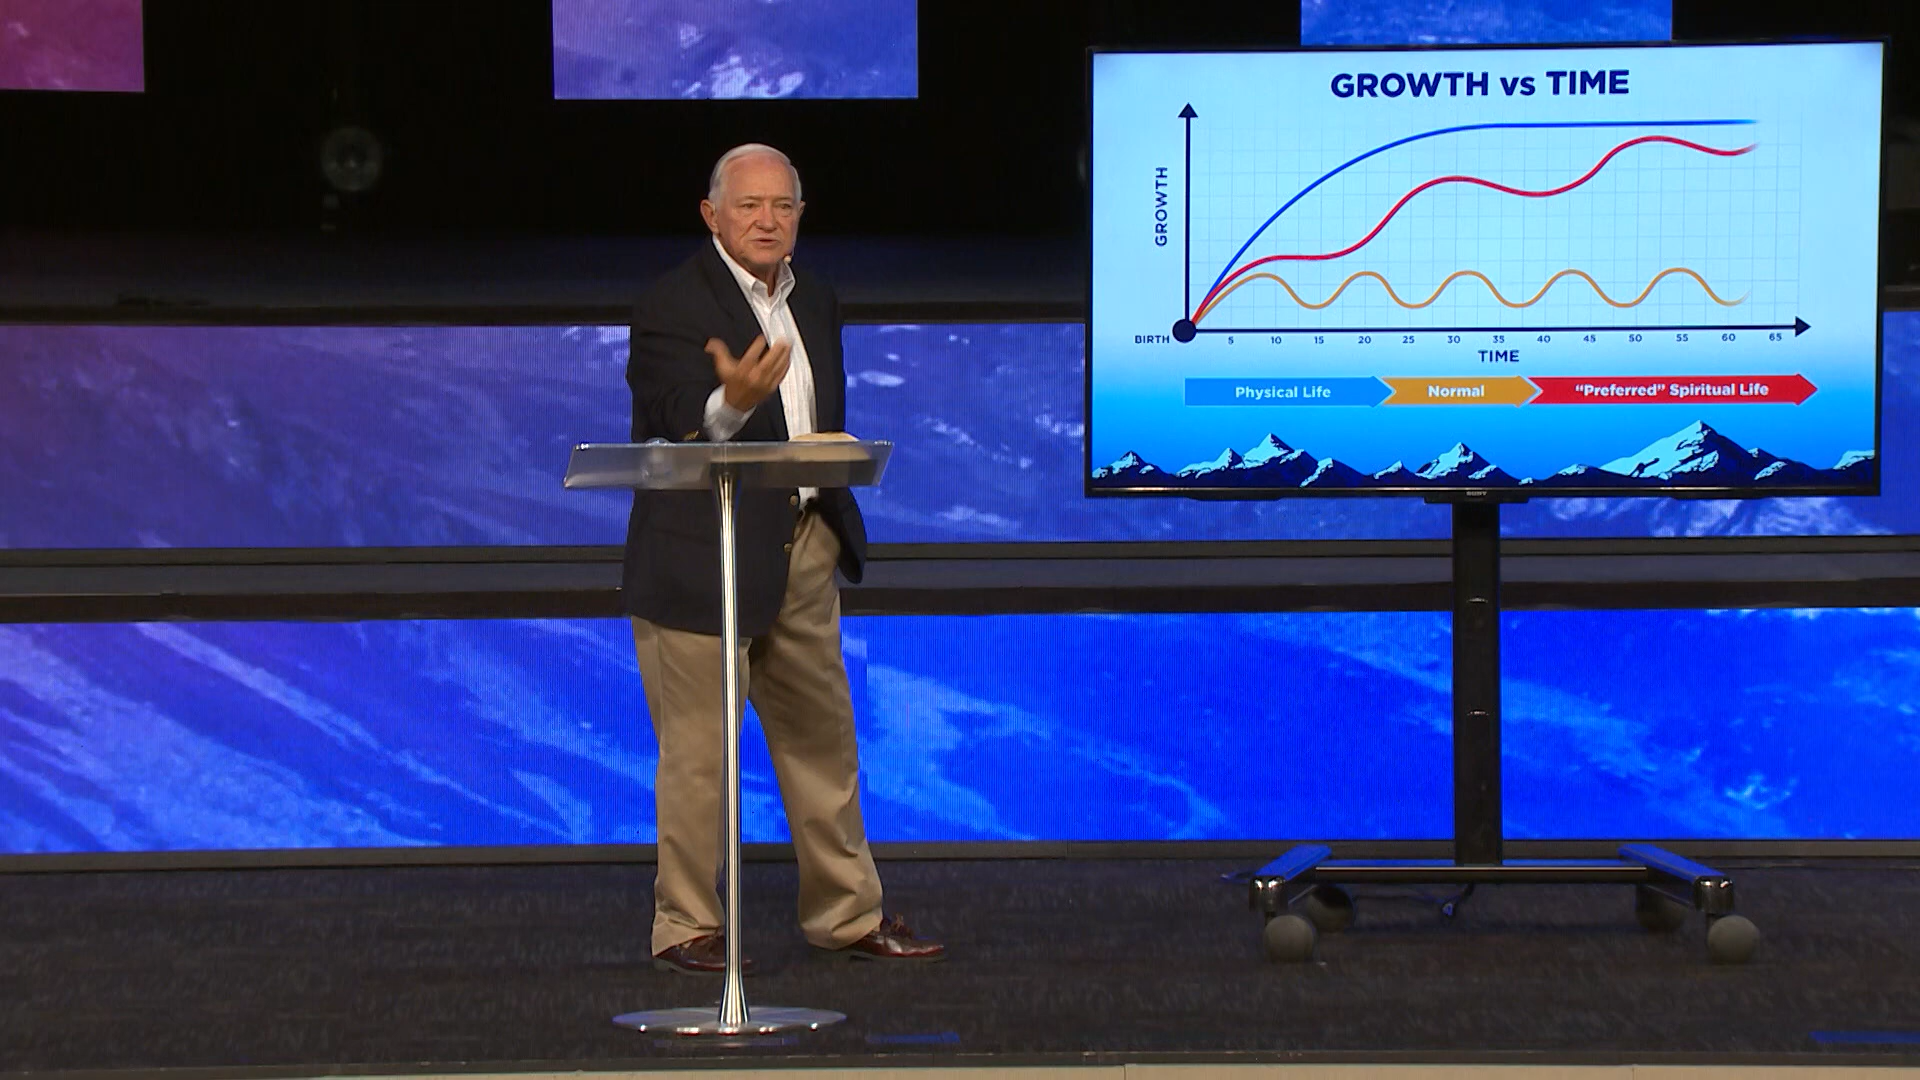 GROWTH vs TIME
GROWTH
BIRTH
5 10 15 20 25 30 35 40 45 50 55 60 65
TIME
Physical Life
Normal
“Preferred” Spiritual Life
SONY